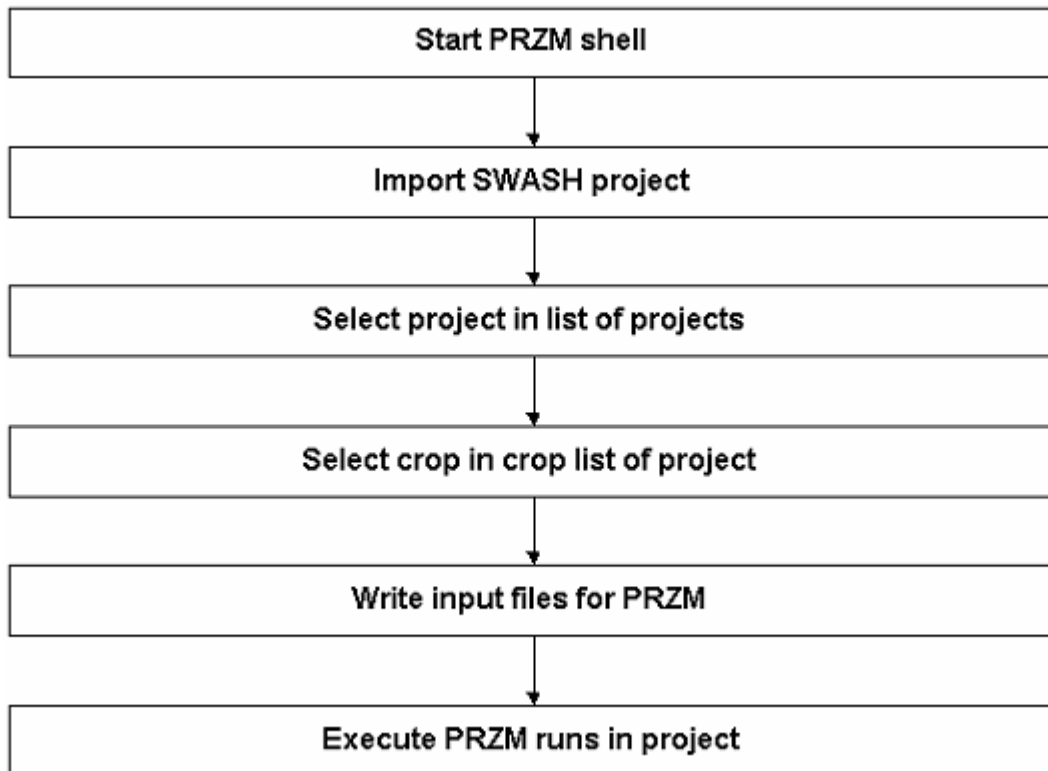 Start PRZM shell
Import SWASH project
Select project in list of projects
Select crop in crop list of project
Write input files for PRZM
Execute PRZM runs in project